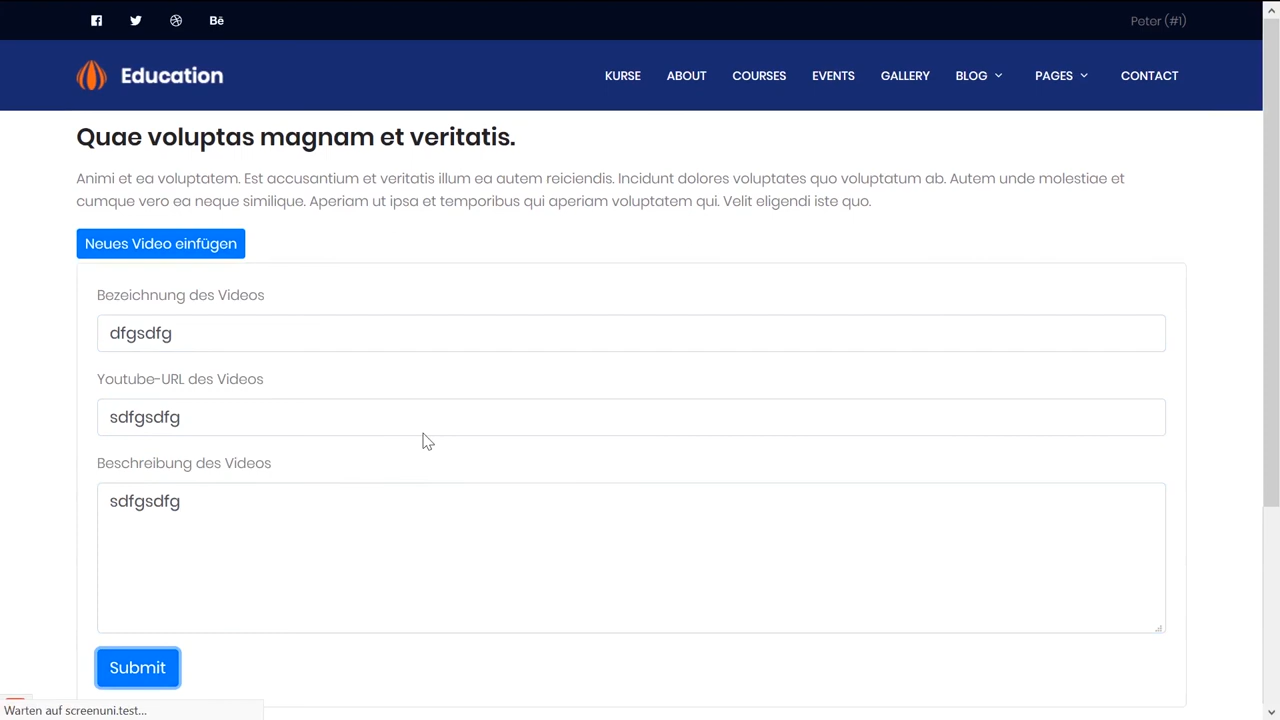 Bē
Peter (#1)
Education
KURSE ABOUT COURSES EVENTS GALLERY BLOG PAGES CONTACT
Quae voluptas magnam et veritatis.
Animi et ea voluptatem. Est accusantium et veritatis illum ea autem reiciendis. Incidunt dolores voluptates quo voluptatum ab. Autem unde molestiae et
cumque vero ea neque similique. Aperiam ut ipsa et temporibus qui aperiam voluptatem qui. Velit eligendi iste quo.
Neues Video einfügen
Bezeichnung des Videos
dfgsdfg
Youtube-URL des Videos
sdfgsdfg
Beschreibung des Videos
sdfgsdfg
Submit
Warten auf screenuni.test...